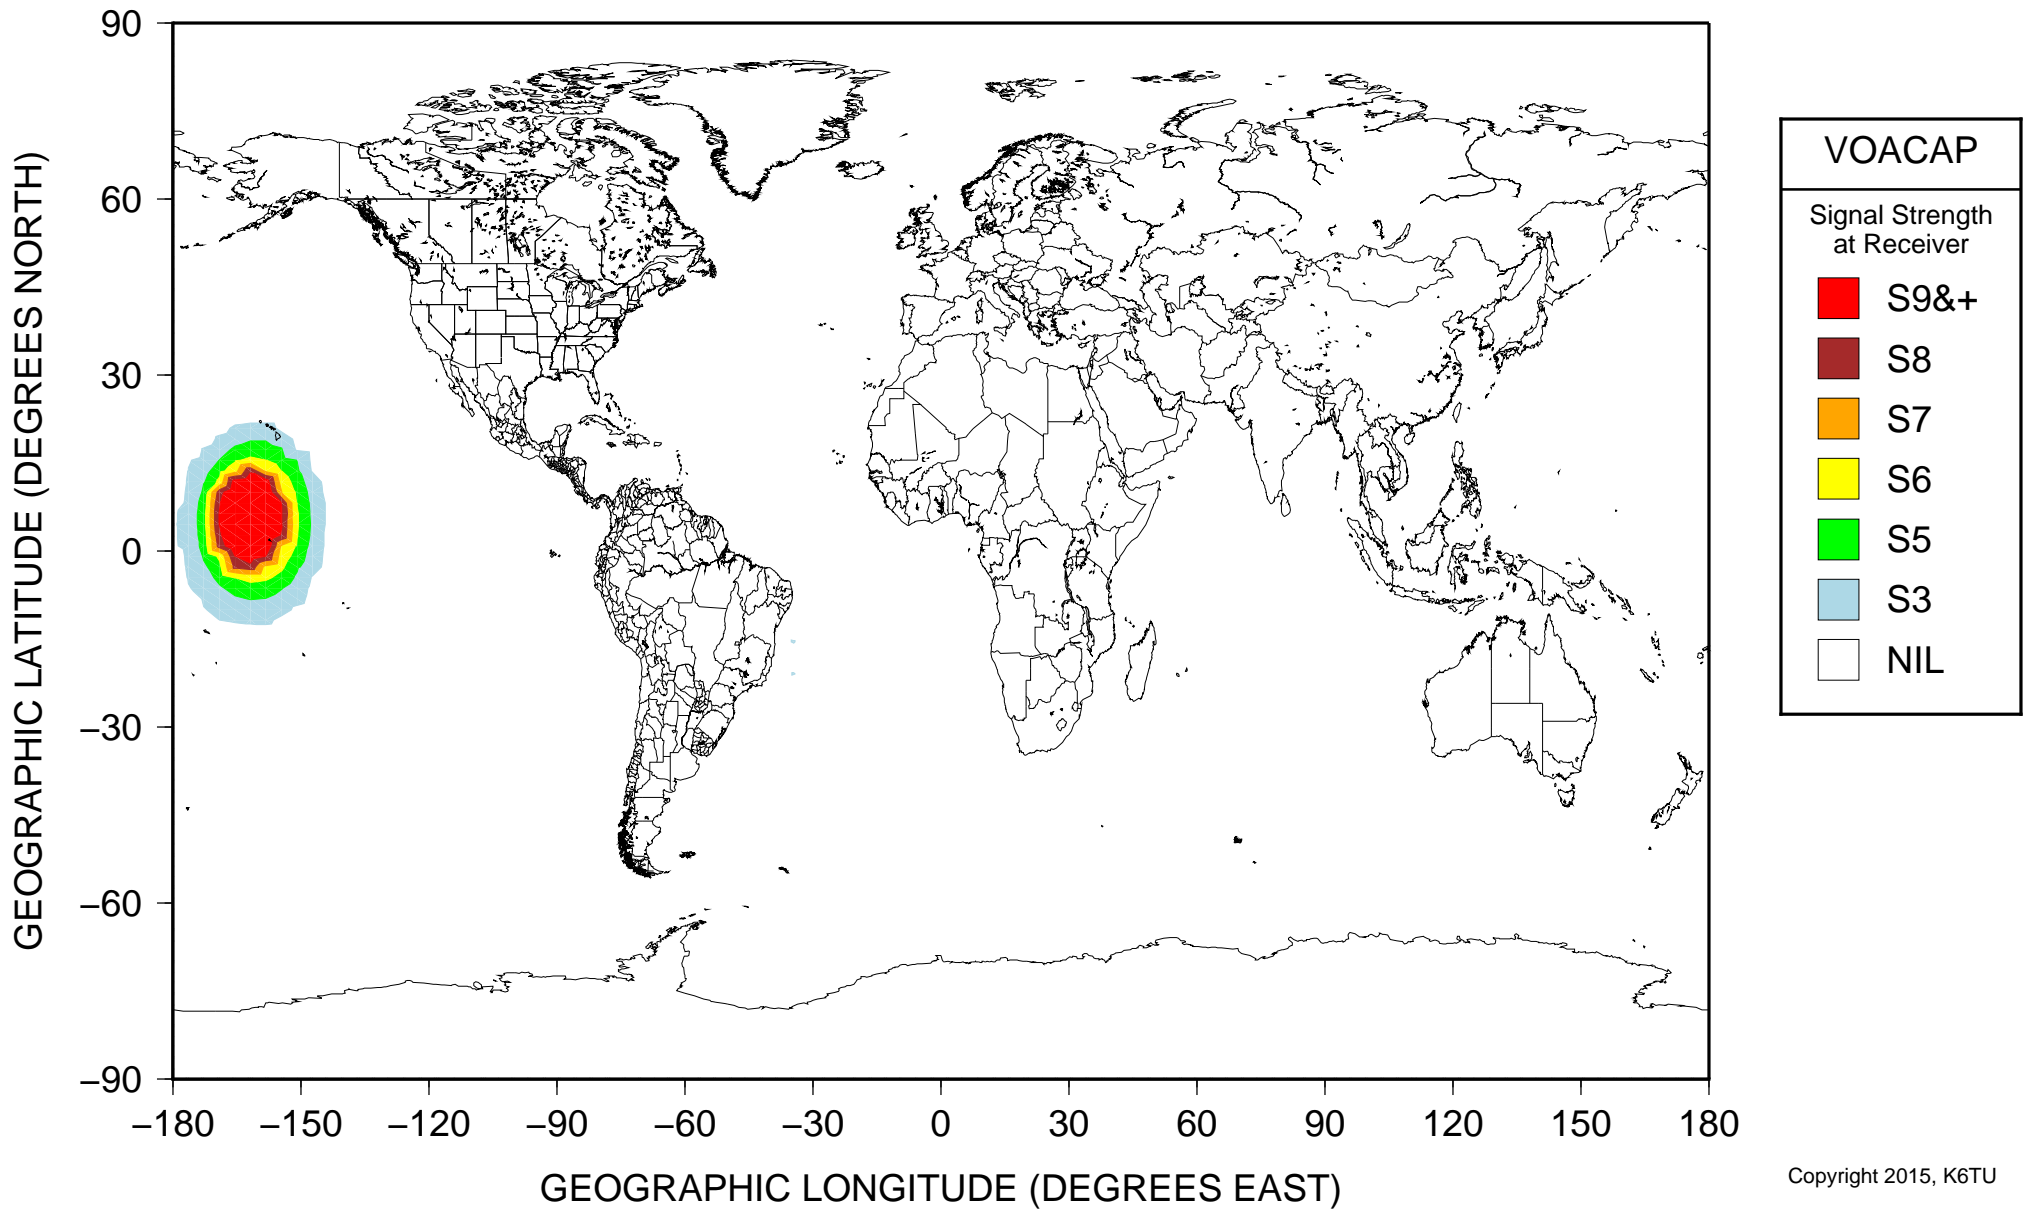 90
60
30
0
−30
−60
−90
GEOGRAPHIC LATITUDE (DEGREES NORTH)
−180 −150 −120 −90 −60 −30 0 30 60 90 120 150 180
GEOGRAPHIC LONGITUDE (DEGREES EAST)
VOACAP
Signal Strength
at Receiver
S9&+
S8
S7
S6
S5
S3
NIL
Copyright 2015, K6TU